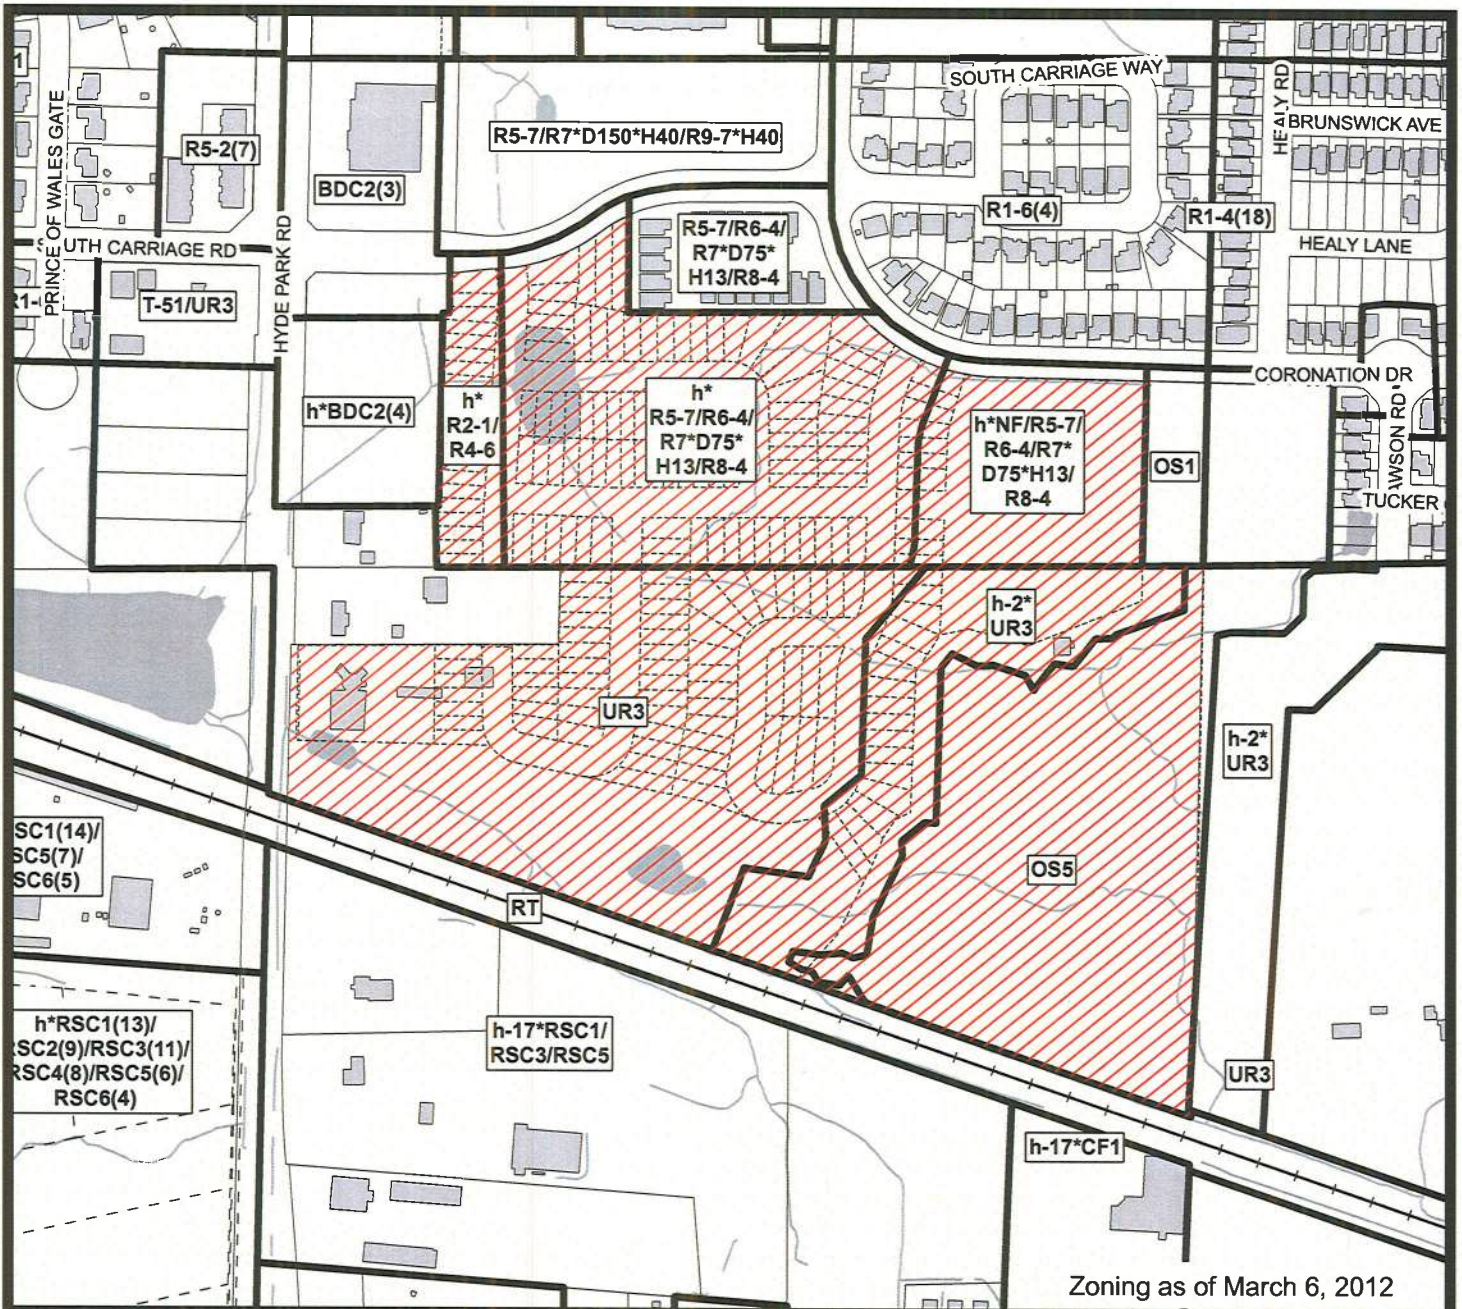 SOUTH CARRIAGE WAY
HEALY RD
BRUNSWICK AVE
1
PRINCE OF WALES GATE
R5-2(7)
BDC2(3)
R5-7/R7*D150*H40/R9-7*H40
R1-6(4)
R1-4(18)
R5-7/R6-4/
R7*D75*
H13/R8-4
HEALY LANE
SOUTH CARRIAGE RD
HYDE PARK RD
T-51/UR3
CORONATION DR
h*BDC2(4)
h*
R2-1/
R4-6
h*
R5-7/R6-4/
R7*D75*
H13/R8-4
h*NF/R5-7/
R6-4/R7*
D75*H13/
R8-4
OS1
AWSON RD
TUCKER
h-2*
UR3
UR3
h-2*
UR3
SC1(14)/
SC5(7)/
SC6(5)
OS5
RT
h*RSC1(13)/
RSC2(9)/RSC3(11)/
RSC4(8)/RSC5(6)/
RSC6(4)
h-17*RSC1/
RSC3/RSC5
UR3
h-17*CF1
Zoning as of March 6, 2012